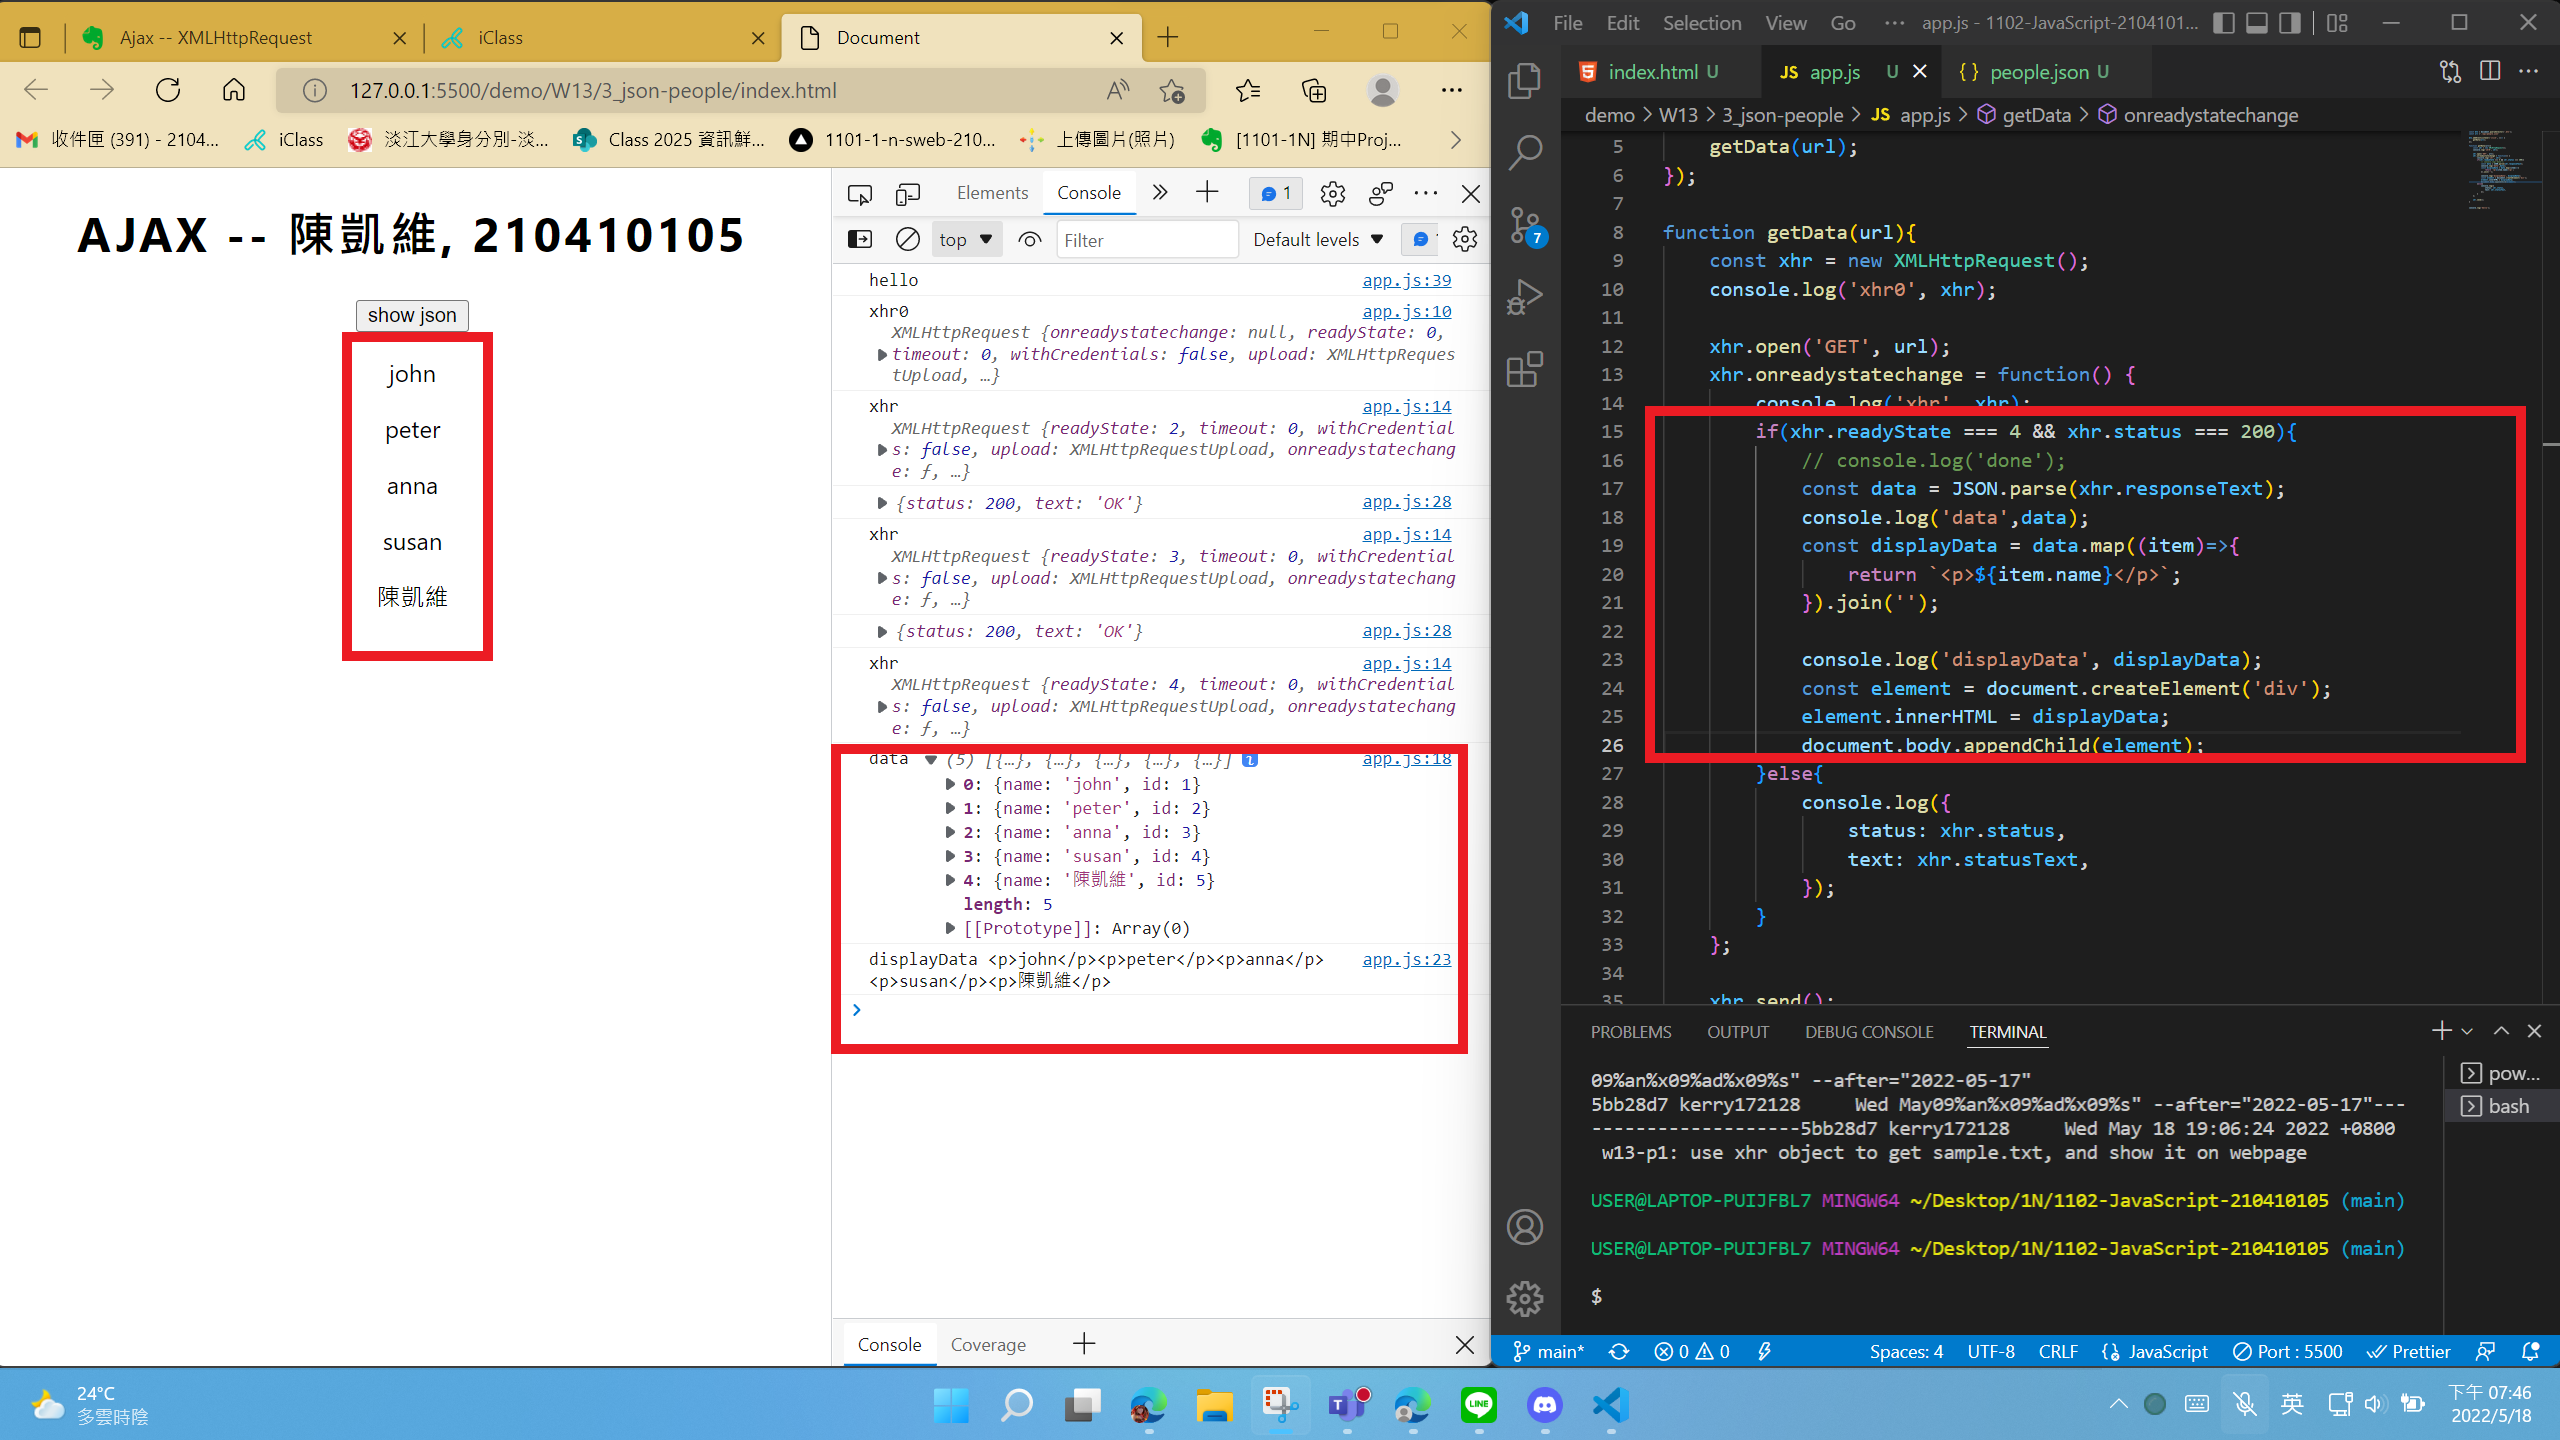 Ajax -- XMLHttpRequest
iClass
Document
127.0.0.1:5500/demo/W13/3_json-people/index.html
收件匣 (391) - 2104...
iClass
淡江大學身分別-淡...
Class 2025 資訊鮮...
1101-1-n-sweb-210...
上傳圖片(照片)
[1101-1N] 期中Proj...
AJAX -- 陳凱維, 210410105
show json
john
peter
anna
susan
陳凱維
Elements
Console
1
top
Filter
Default levels
hello
app.js:39
xhr0
app.js:10
XMLHttpRequest {onreadystatechange: null, readyState: 0,
timeout: 0, withCredentials: false, upload: XMLHttpReques
tUpload, …}
xhr
app.js:14
XMLHttpRequest {readyState: 2, timeout: 0, withCredential
s: false, upload: XMLHttpRequestUpload, onreadystatechang
e: ƒ, …}
{status: 200, text: 'OK'}
app.js:28
xhr
app.js:14
XMLHttpRequest {readyState: 3, timeout: 0, withCredential
s: false, upload: XMLHttpRequestUpload, onreadystatechang
e: ƒ, …}
{status: 200, text: 'OK'}
app.js:28
xhr
app.js:14
XMLHttpRequest {readyState: 4, timeout: 0, withCredential
s: false, upload: XMLHttpRequestUpload, onreadystatechang
e: ƒ, …}
data (5) [{…}, {…}, {…}, {…}, {…}]
app.js:18
0: {name: 'john', id: 1}
1: {name: 'peter', id: 2}
2: {name: 'anna', id: 3}
3: {name: 'susan', id: 4}
4: {name: '陳凱維', id: 5}
length: 5
[[Prototype]]: Array(0)
displayData <p>john</p><p>peter</p><p>anna</p>
app.js:23
<p>susan</p><p>陳凱維</p>
Console
Coverage
File Edit Selection View Go ··· app.js - 1102-JavaScript-2104101...
index.html U
JS app.js U
{} people.json U
demo > W13 > 3_json-people > JS app.js > getData > onreadystatechange
5 getData(url);
6 });
7
8 function getData(url){
9 const xhr = new XMLHttpRequest();
10 console.log('xhr0', xhr);
11
12 xhr.open('GET', url);
13 xhr.onreadystatechange = function() {
14 console.log('xhr', xhr);
15 if(xhr.readyState === 4 && xhr.status === 200){
16 // console.log('done');
17 const data = JSON.parse(xhr.responseText);
18 console.log('data',data);
19 const displayData = data.map((item)=>{
20 return `<p>${item.name}</p>`;
21 }).join('');
22
23 console.log('displayData', displayData);
24 const element = document.createElement('div');
25 element.innerHTML = displayData;
26 document.body.appendChild(element);
27 }else{
28 console.log({
29 status: xhr.status,
30 text: xhr.statusText,
31 });
32 }
33 };
34
35 xhr.send();
7
PROBLEMS OUTPUT DEBUG CONSOLE TERMINAL
09%an%x09%ad%x09%s" --after="2022-05-17"
5bb28d7 kerry172128 Wed May09%an%x09%ad%x09%s" --after="2022-05-17"---
-------------------5bb28d7 kerry172128 Wed May 18 19:06:24 2022 +0800
w13-p1: use xhr object to get sample.txt, and show it on webpage
USER@LAPTOP-PUIJFBL7 MINGW64 ~/Desktop/1N/1102-JavaScript-210410105 (main)
USER@LAPTOP-PUIJFBL7 MINGW64 ~/Desktop/1N/1102-JavaScript-210410105 (main)
$
pow...
bash
main* 0 0 Spaces: 4 UTF-8 CRLF JavaScript Port : 5500 Prettier
24°C
多雲時陰
LINE
英
下午 07:46
2022/5/18